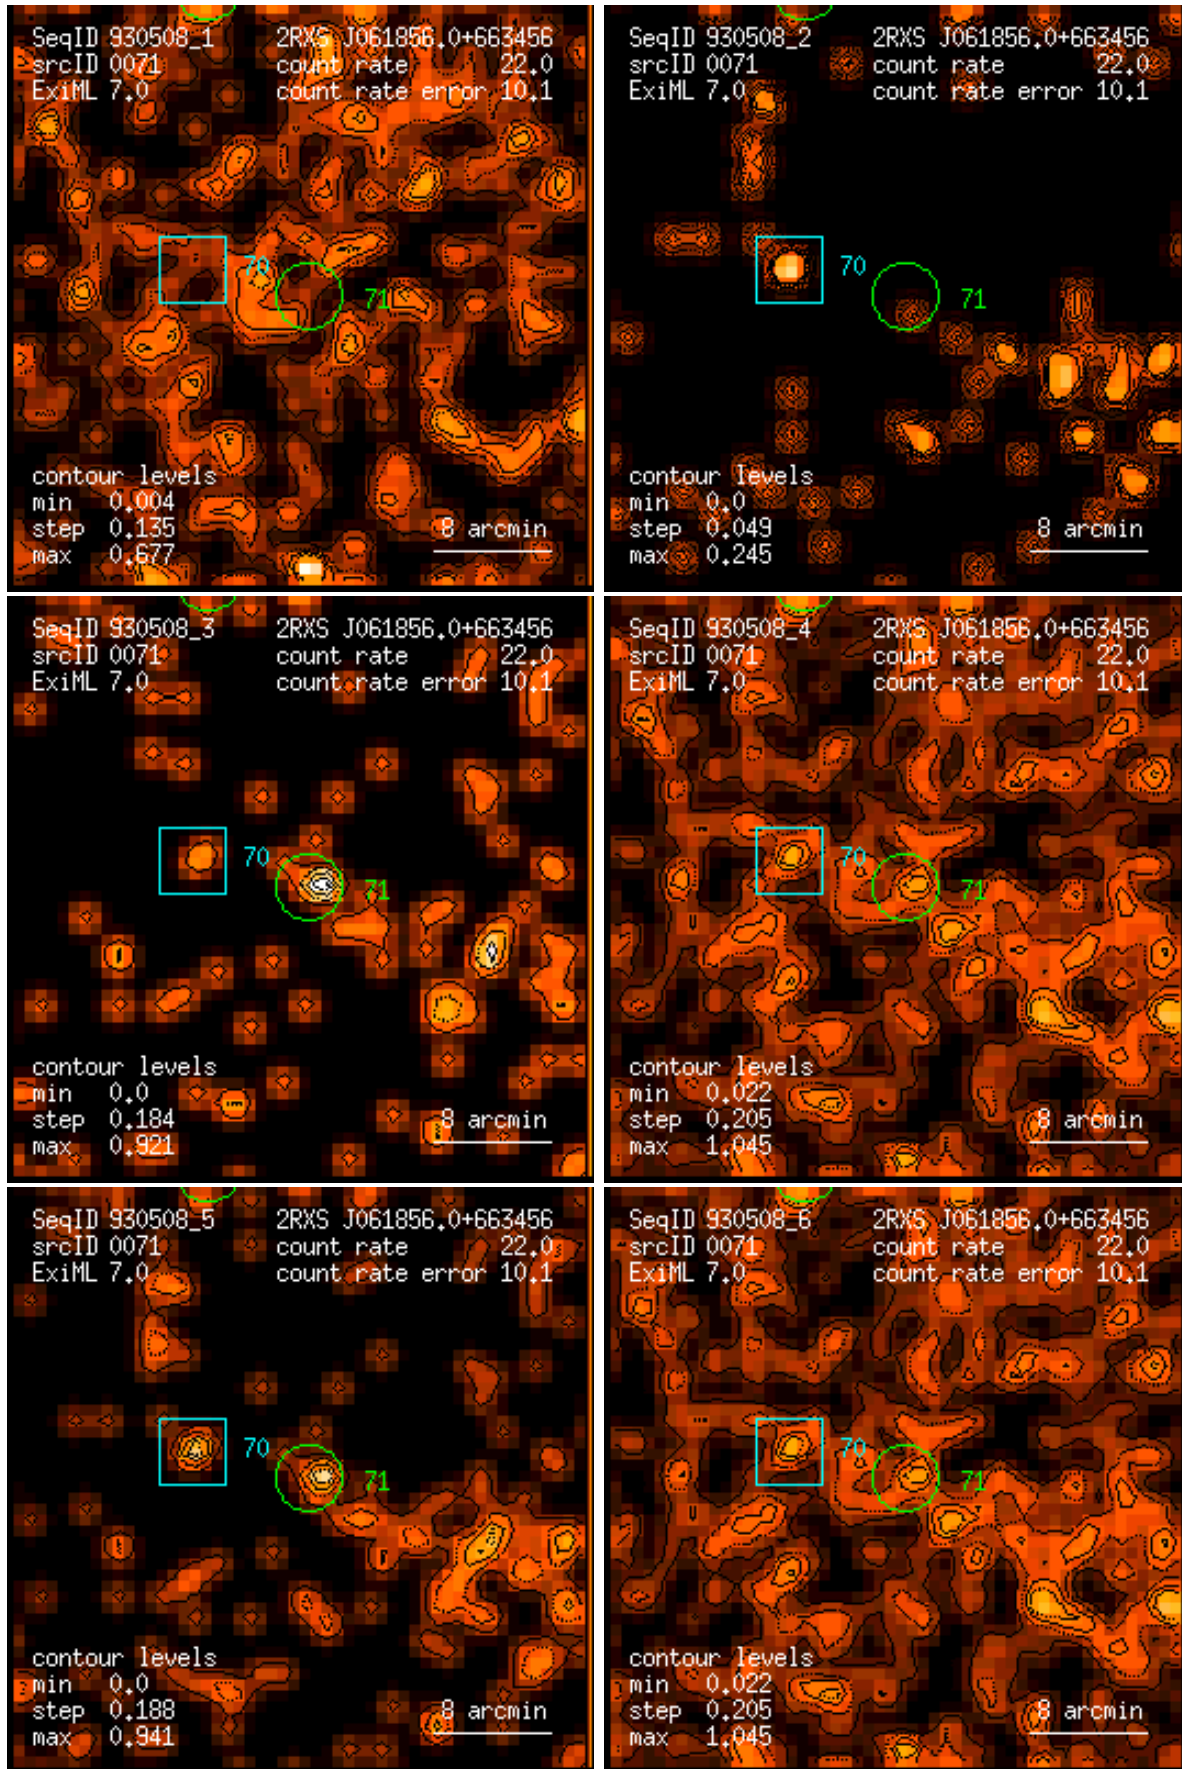 SeqID 930508_1 2RXS J061856.0+663456
srcID 0071 count rate 22.0
ExiML 7.0 count rate error 10.1
70
71
contour levels
min 0.004
step 0.135
max 0.677
8 arcmin
SeqID 930508_2 2RXS J061856.0+663456
srcID 0071 count rate 22.0
ExiML 7.0 count rate error 10.1
70
71
contour levels
min 0.0
step 0.049
max 0.245
8 arcmin
SeqID 930508_3 2RXS J061856.0+663456
srcID 0071 count rate 22.0
ExiML 7.0 count rate error 10.1
70
71
contour levels
min 0.0
step 0.184
max 0.921
8 arcmin
SeqID 930508_4 2RXS J061856.0+663456
srcID 0071 count rate 22.0
ExiML 7.0 count rate error 10.1
70
71
contour levels
min 0.022
step 0.205
max 1.045
8 arcmin
SeqID 930508_5 2RXS J061856.0+663456
srcID 0071 count rate 22.0
ExiML 7.0 count rate error 10.1
70
71
contour levels
min 0.0
step 0.188
max 0.941
8 arcmin
SeqID 930508_6 2RXS J061856.0+663456
srcID 0071 count rate 22.0
ExiML 7.0 count rate error 10.1
70
71
contour levels
min 0.022
step 0.205
max 1.045
8 arcmin